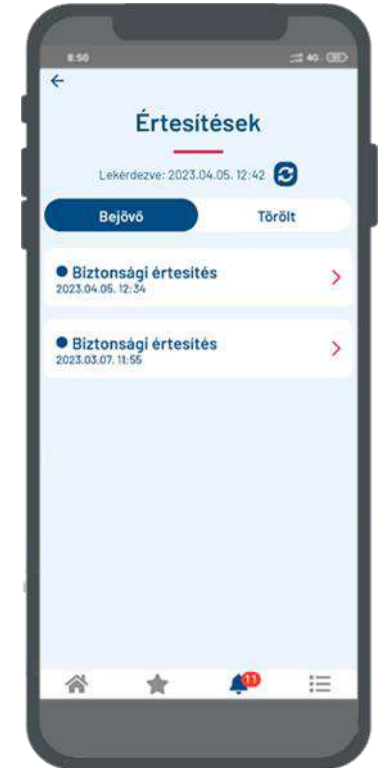 8:50
4G
Értesítések
Lekérdezve: 2023.04.05. 12:42
Bejövő
Törölt
Biztonsági értesítés
2023.04.05. 12:34
Biztonsági értesítés
2023.03.07. 11:55
11